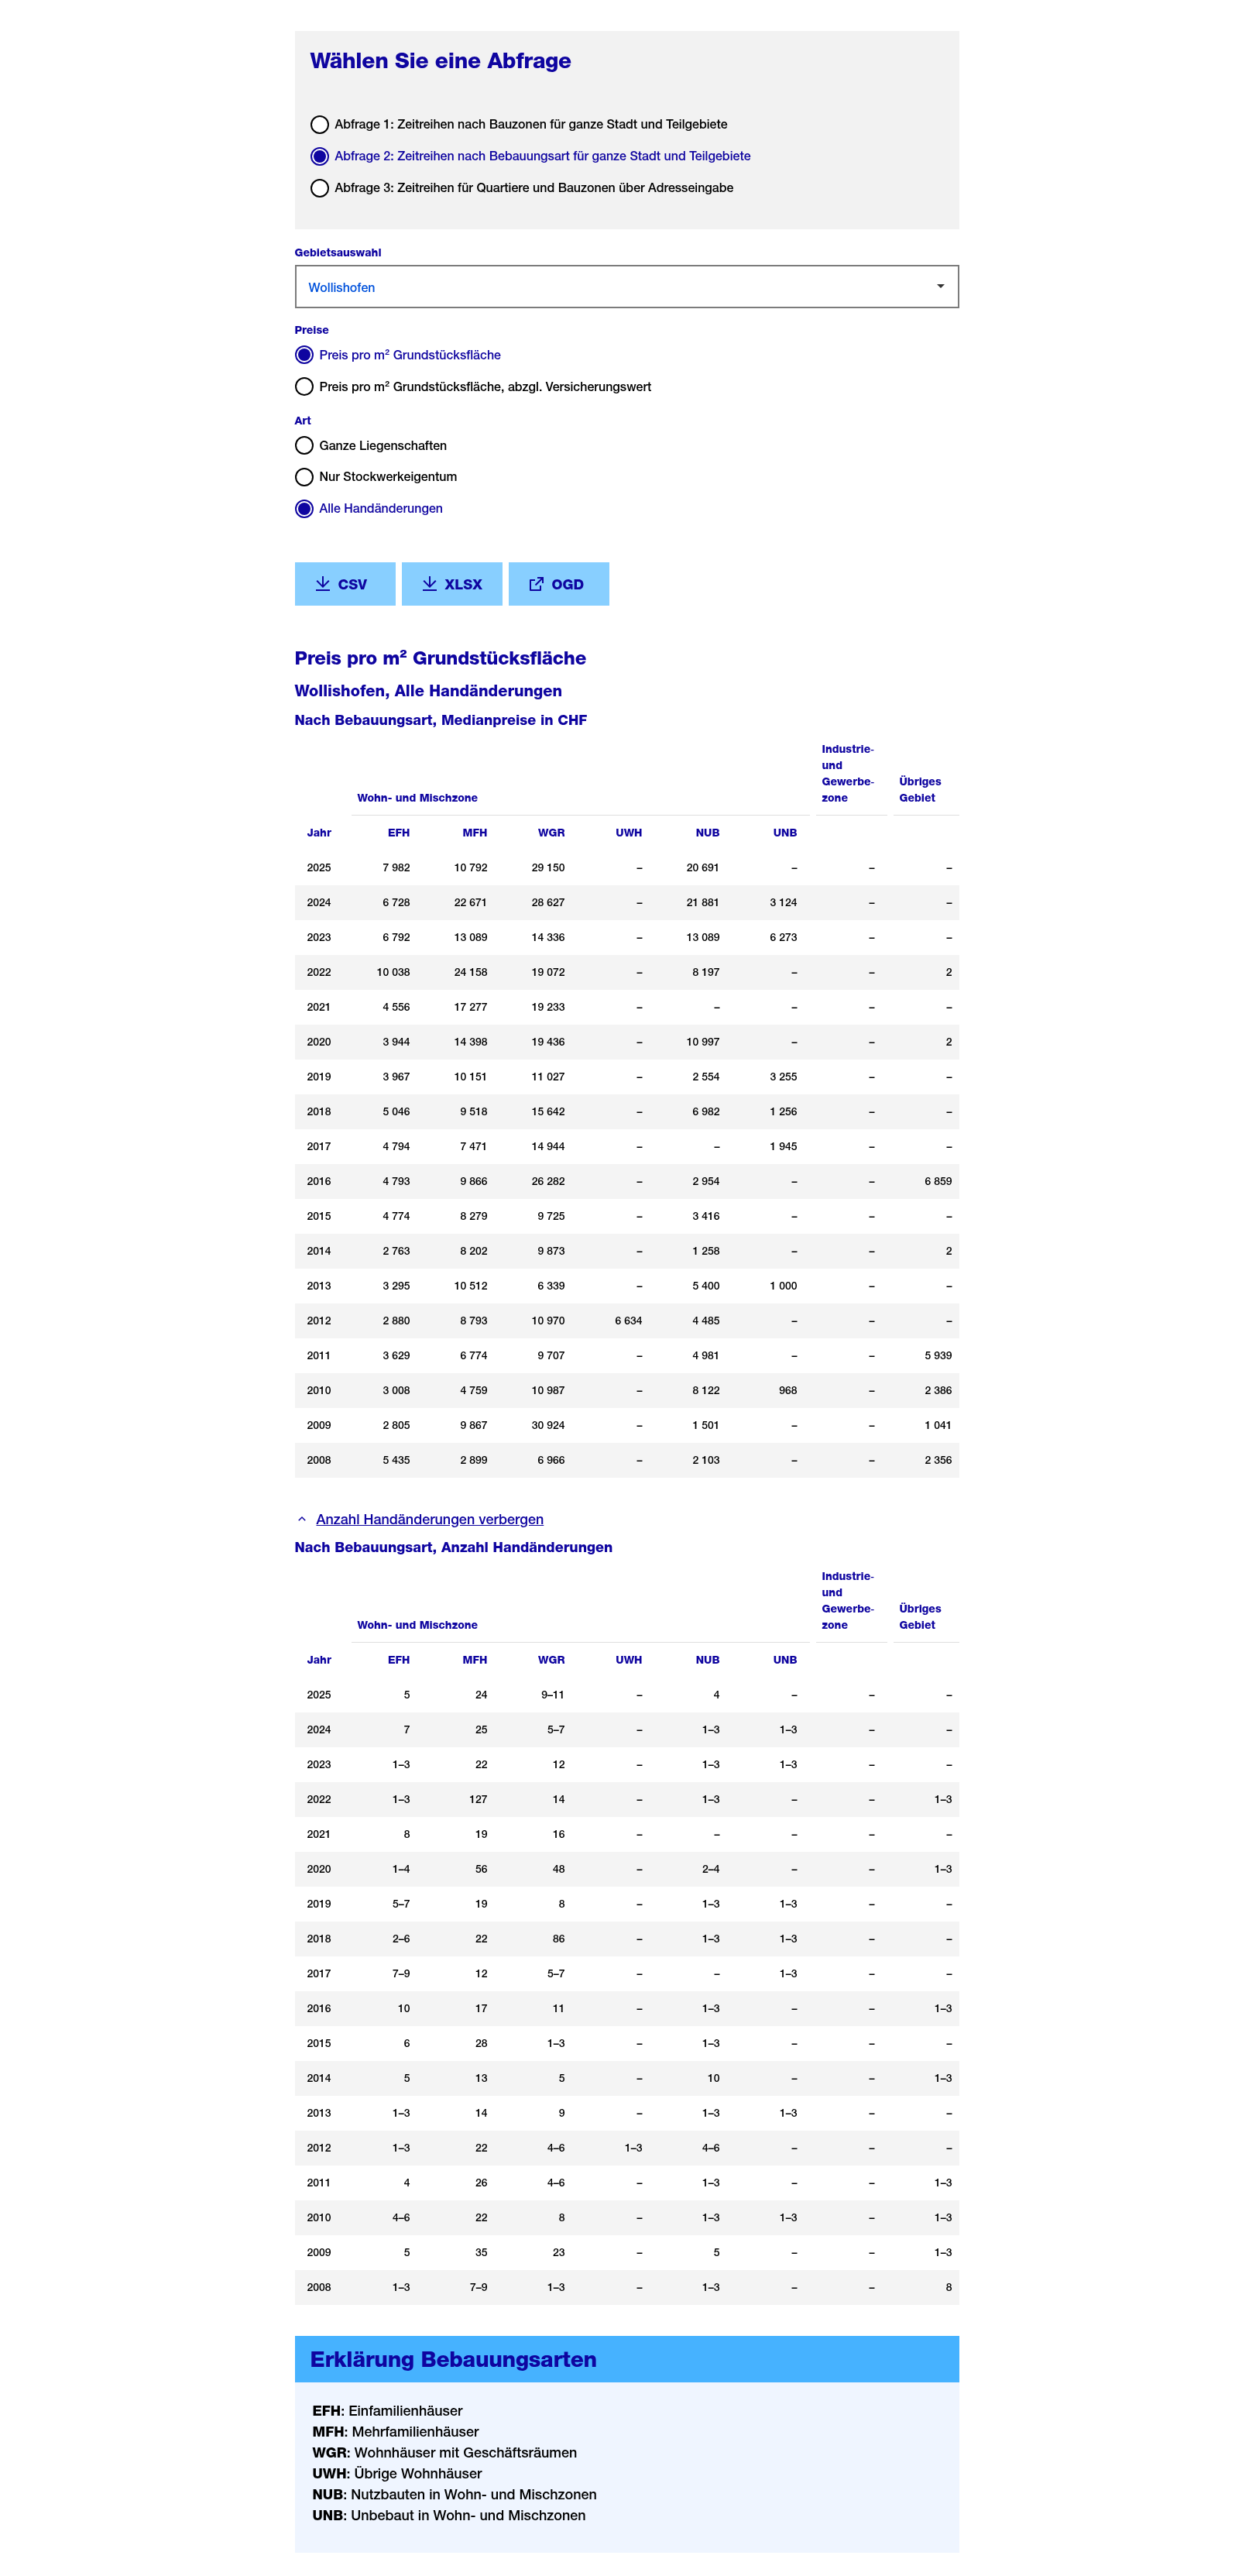 Wählen Sie eine Abfrage
Abfrage 1: Zeitreihen nach Bauzonen für ganze Stadt und Teilgebiete
Abfrage 2: Zeitreihen nach Bebauungsart für ganze Stadt und Teilgebiete
Abfrage 3: Zeitreihen für Quartiere und Bauzonen über Adresseingabe
Gebietsauswahl
Wollishofen
Preise
Preis pro m² Grundstücksfläche
Preis pro m² Grundstücksfläche, abzgl. Versicherungswert
Art
Ganze Liegenschaften
Nur Stockwerkeigentum
Alle Handänderungen
CSV XLSX OGD
Preis pro m² Grundstücksfläche
Wollishofen, Alle Handänderungen
Nach Bebauungsart, Medianpreise in CHF
Industrie-
und
Gewerbe- Übriges
Wohn- und Mischzone zone Gebiet
Jahr EFH MFH WGR UWH NUB UNB
2025 7 982 10 792 29 150 – 20 691 – – –
2024 6 728 22 671 28 627 – 21 881 3 124 – –
2023 6 792 13 089 14 336 – 13 089 6 273 – –
2022 10 038 24 158 19 072 – 8 197 – – 2
2021 4 556 17 277 19 233 – – – – –
2020 3 944 14 398 19 436 – 10 997 – – 2
2019 3 967 10 151 11 027 – 2 554 3 255 – –
2018 5 046 9 518 15 642 – 6 982 1 256 – –
2017 4 794 7 471 14 944 – – 1 945 – –
2016 4 793 9 866 26 282 – 2 954 – – 6 859
2015 4 774 8 279 9 725 – 3 416 – – –
2014 2 763 8 202 9 873 – 1 258 – – 2
2013 3 295 10 512 6 339 – 5 400 1 000 – –
2012 2 880 8 793 10 970 6 634 4 485 – – –
2011 3 629 6 774 9 707 – 4 981 – – 5 939
2010 3 008 4 759 10 987 – 8 122 968 – 2 386
2009 2 805 9 867 30 924 – 1 501 – – 1 041
2008 5 435 2 899 6 966 – 2 103 – – 2 356
Anzahl Handänderungen verbergen
Nach Bebauungsart, Anzahl Handänderungen
Industrie-
und
Gewerbe- Übriges
Wohn- und Mischzone zone Gebiet
Jahr EFH MFH WGR UWH NUB UNB
2025 5 24 9–11 – 4 – – –
2024 7 25 5–7 – 1–3 1–3 – –
2023 1–3 22 12 – 1–3 1–3 – –
2022 1–3 127 14 – 1–3 – – 1–3
2021 8 19 16 – – – – –
2020 1–4 56 48 – 2–4 – – 1–3
2019 5–7 19 8 – 1–3 1–3 – –
2018 2–6 22 86 – 1–3 1–3 – –
2017 7–9 12 5–7 – – 1–3 – –
2016 10 17 11 – 1–3 – – 1–3
2015 6 28 1–3 – 1–3 – – –
2014 5 13 5 – 10 – – 1–3
2013 1–3 14 9 – 1–3 1–3 – –
2012 1–3 22 4–6 1–3 4–6 – – –
2011 4 26 4–6 – 1–3 – – 1–3
2010 4–6 22 8 – 1–3 1–3 – 1–3
2009 5 35 23 – 5 – – 1–3
2008 1–3 7–9 1–3 – 1–3 – – 8
Erklärung Bebauungsarten
EFH: Einfamilienhäuser
MFH: Mehrfamilienhäuser
WGR: Wohnhäuser mit Geschäftsräumen
UWH: Übrige Wohnhäuser
NUB: Nutzbauten in Wohn- und Mischzonen
UNB: Unbebaut in Wohn- und Mischzonen